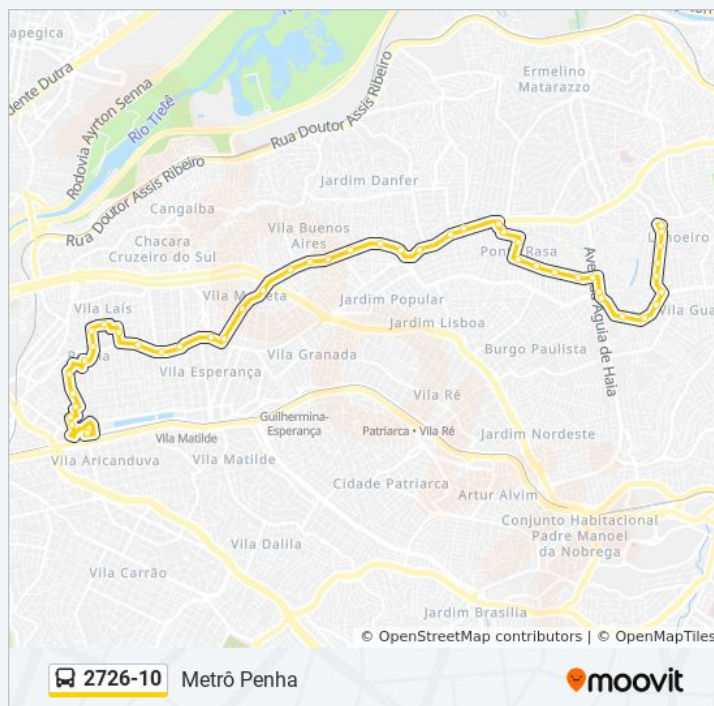 apegica
dente Dutra
Rodovia Ayrton Senna
Rio Tietê
Rua Doutor Assis Ribeiro
Ermelino
Matarazzo
Rua Doutor Assis Ribeiro
Jardim Danfer
Cangaíba
Chacara
Cruzeiro do Sul
Vila Buenos
Aires
Ponte Rasa
Limoeiro
Avenida Águia de Haia
Vila Gua
Vila Laís
Jardim Popular
Jardim Lisboa
Vila Granada
Burgo Paulista
Vila Esperança
Vila Ré
Guilhermina-
Esperança
Patriarca • Vila Ré
Jardim Nordeste
Vila Matilde
Vila Aricanduva
Vila Matilde
Cidade Patriarca
Artur Alvim
Conjunto Habitacional
Padre Manoel
da Nobrega
Vila Dalila
Vila Carrão
Jardim Brasília
© OpenStreetMap contributors | © OpenMapTiles
2726-10 Metrô Penha
moovit